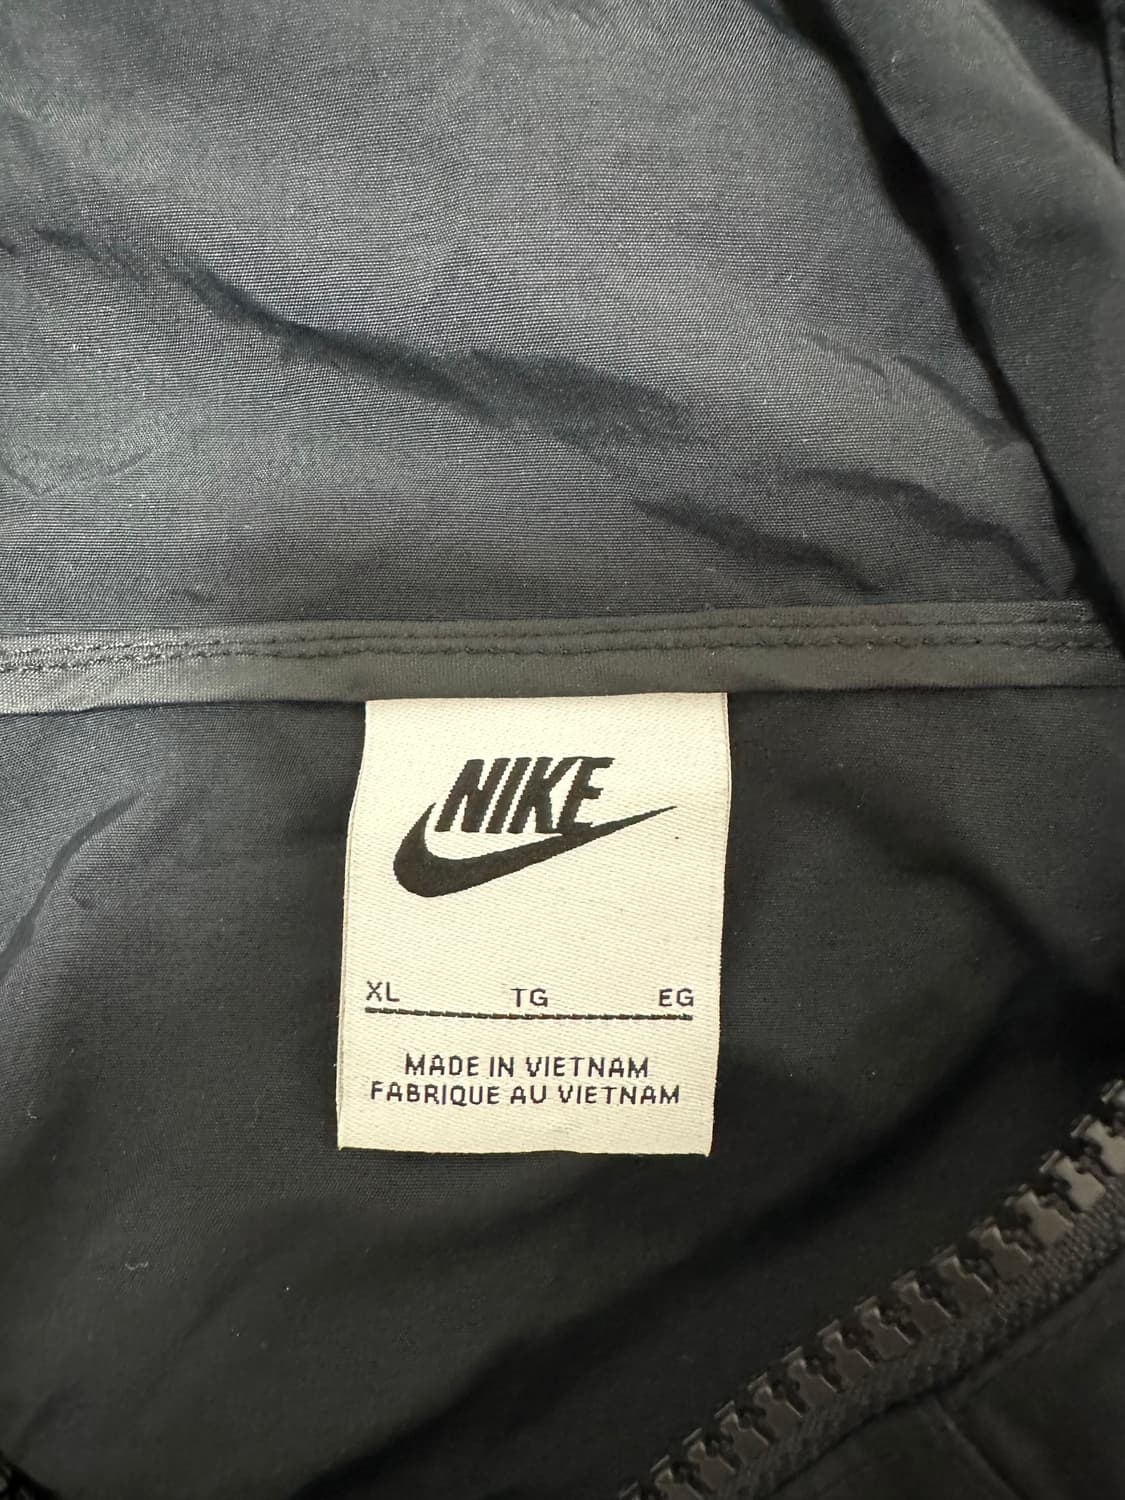 NIKE
XL TG EG
MADE IN VIETNAM
FABRIQUE AU VIETNAM